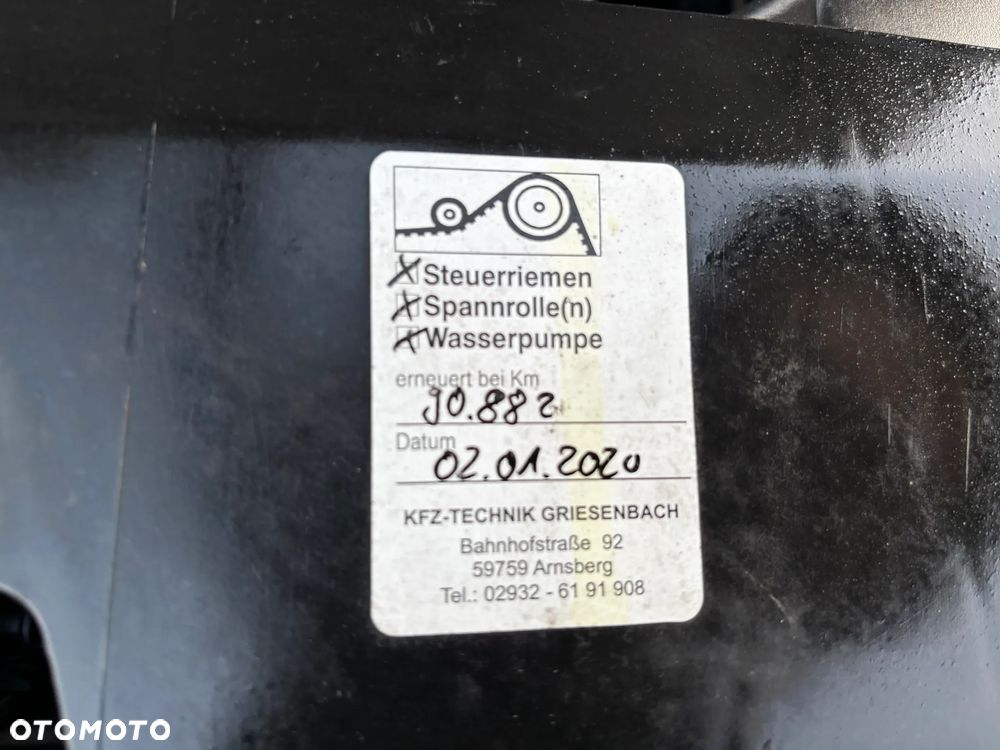 Steuerriemen
Spannrolle(n)
Wasserpumpe
erneuert bei Km
90.882
Datum
02.01.2020
KFZ-TECHNIK GRIESENBACH
Bahnhofstraße 92
59759 Arnsberg
Tel.: 02932 - 61 91 908
OTOMOTO